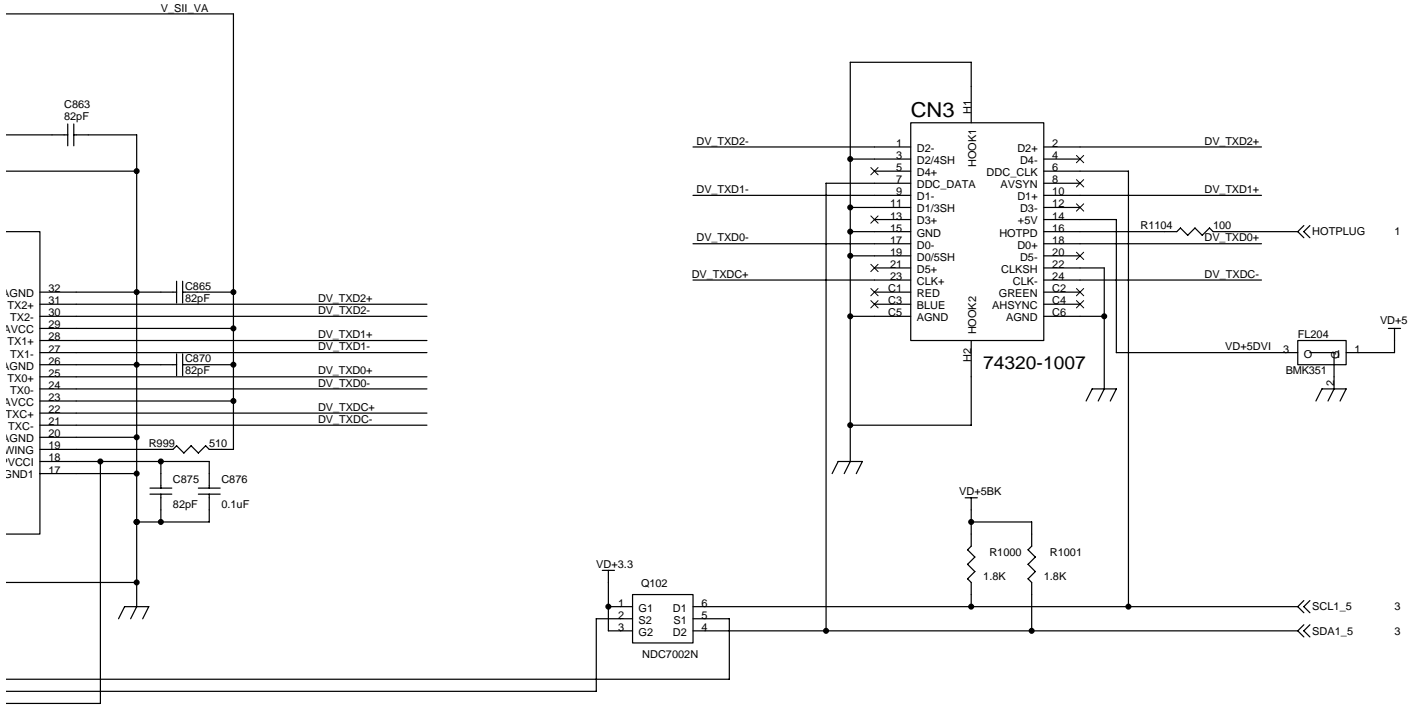 V_SII_VA
C863
82pF
AGND 32
TX2+ 31
TX2- 30
AVCC 29
TX1+ 28
TX1- 27
AGND 26
TX0+ 25
TX0- 24
AVCC 23
TXC+ 22
TXC- 21
AGND 20
WING 19
PVCCI 18
GND1 17
C865
82pF
DV_TXD2+
DV_TXD2-
DV_TXD1+
DV_TXD1-
C870
82pF
DV_TXD0+
DV_TXD0-
DV_TXDC+
DV_TXDC-
R999 510
C875
82pF
C876
0.1uF
CN3
H1
HOOK1
DV_TXD2- 1 D2- D2+ 2 DV_TXD2+
3 D2/4SH D4- 4
5 D4+ DDC_CLK 6
7 DDC_DATA AVSYN 8
DV_TXD1- 9 D1- D1+ 10 DV_TXD1+
11 D1/3SH D3- 12
13 D3+ +5V 14
15 GND HOTPD 16 R1104 100 HOTPLUG 1
DV_TXD0- 17 D0- D0+ 18 DV_TXD0+
19 D0/5SH D5- 20
21 D5+ CLKSH 22
DV_TXDC+ 23 CLK+ CLK- 24 DV_TXDC-
C1 RED GREEN C2
C3 BLUE AHSYNC C4
C5 AGND AGND C6
HOOK2
H2
74320-1007
VD+5
FL204
VD+5DVI 3 1
BMK351
2
VD+5BK
R1000
1.8K
R1001
1.8K
VD+3.3
Q102
1 G1 D1 6
2 S2 S1 5
3 G2 D2 4
NDC7002N
SCL1_5 3
SDA1_5 3